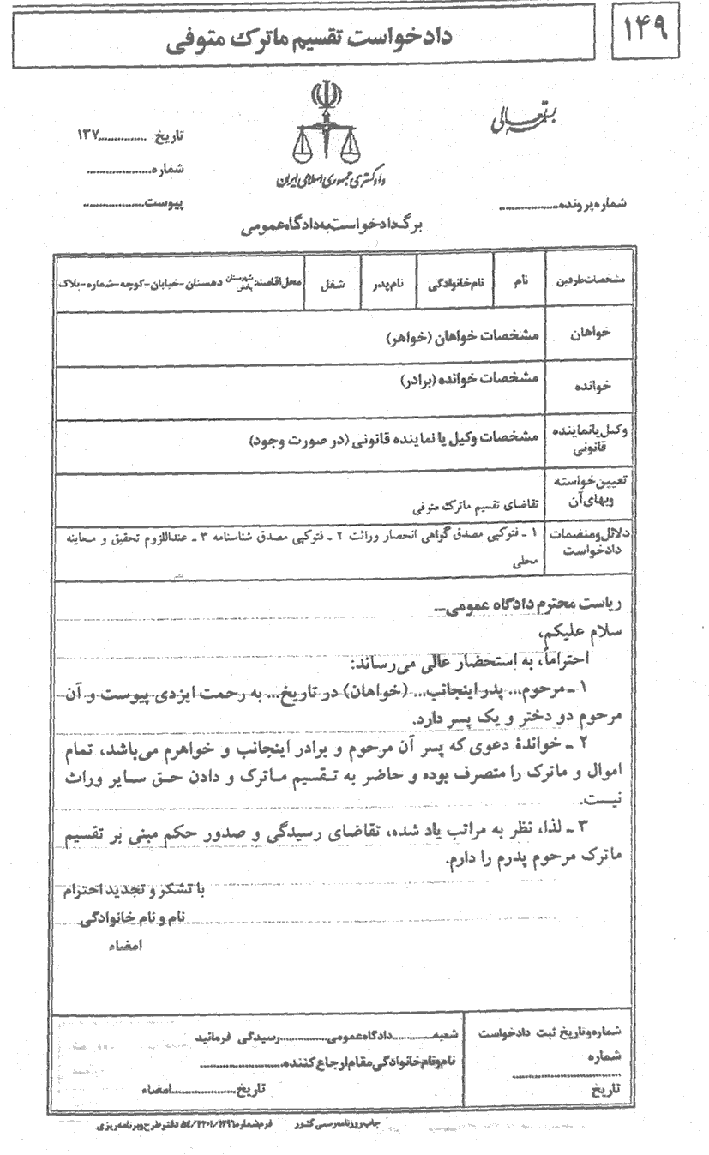 ۱۴۹
دادخواست تقسیم ماترک متوفی
بسمه تعالی
تاریخ ..............۱۳۷
شماره....................
پیوست...................
دادگستری جمهوری اسلامی ایران
شماره پرونده..................
برگ دادخواست به دادگاه عمومی
مشخصات طرفین نام نام خانوادگی نام پدر شغل محل اقامت: شهرستان بخش دهستان - خیابان - کوچه - شماره - پلاک
خواهان مشخصات خواهان (خواهر)
خوانده مشخصات خوانده (برادر)
وکیل یا نماینده قانونی مشخصات وکیل یا نماینده قانونی (در صورت وجود)
تعیین خواسته وبهای آن تقاضای تقسیم ماترک متوفی
دلائل و منضمات دادخواست ۱ ـ فتوکپی مصدق گواهی انحصار وراثت ۲ ـ فتوکپی مصدق شناسنامه ۳ ـ عنداللزوم تحقیق و معاینه
محلی
ریاست محترم دادگاه عمومی...
سلام علیکم،
احتراماً، به استحضار عالی می‌رساند:
۱ ـ مرحوم... پدر اینجانب... (خواهان) در تاریخ... به رحمت ایزدی پیوست و آن
مرحوم دو دختر و یک پسر دارد.
۲ ـ خواندهٔ دعوی که پسر آن مرحوم و برادر اینجانب و خواهرم می‌باشد، تمام
اموال و ماترک را متصرف بوده و حاضر به تقسیم ماترک و دادن حق سایر وراث
نیست.
۳ ـ لذا، نظر به مراتب یاد شده، تقاضای رسیدگی و صدور حکم مبنی بر تقسیم
ماترک مرحوم پدرم را دارم.
با تشکر و تجدید احترام
نام و نام خانوادگی
امضاء
شماره و تاریخ ثبت دادخواست
شماره
تاریخ
شعبه............دادگاه عمومی..............رسیدگی فرمائید
نام و نام خانوادگی مقام ارجاع کننده.........................
تاریخ....................امضاء
چاپ روزنامه رسمی کشور فرم شماره دفتر طرح و برنامه ریزی